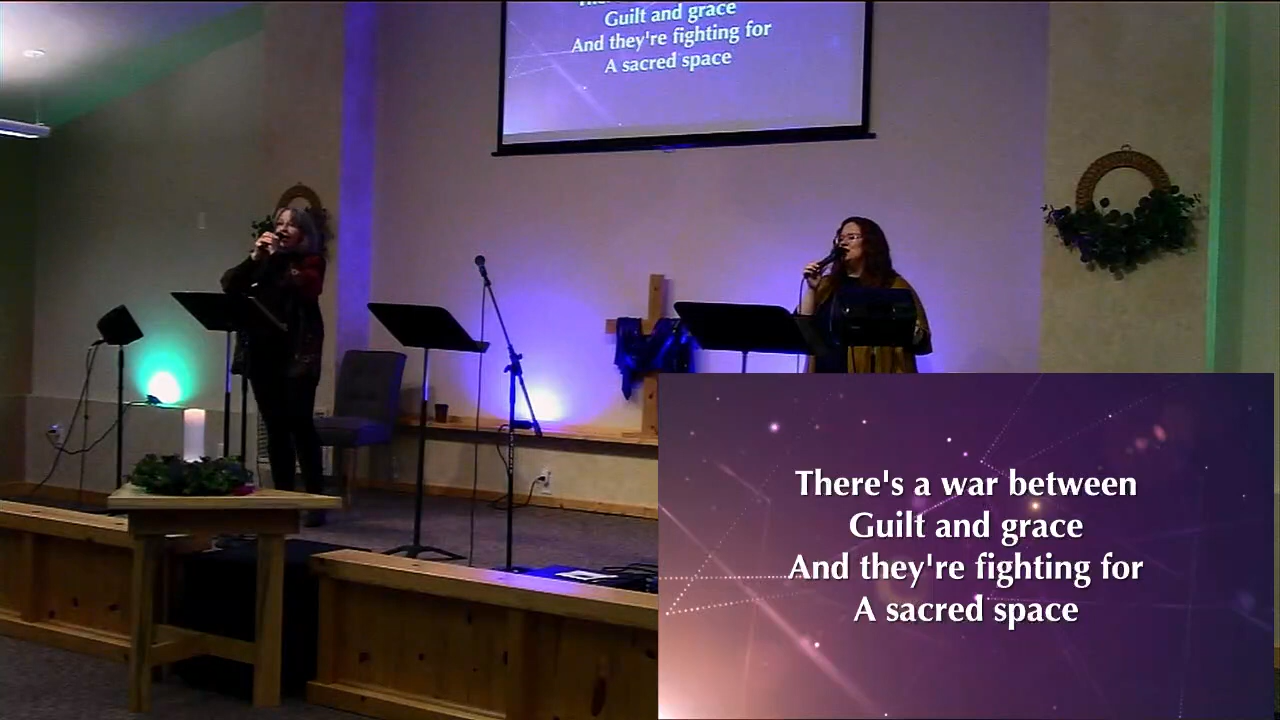 Guilt and grace
And they're fighting for
A sacred space
There's a war between
Guilt and grace
And they're fighting for
A sacred space